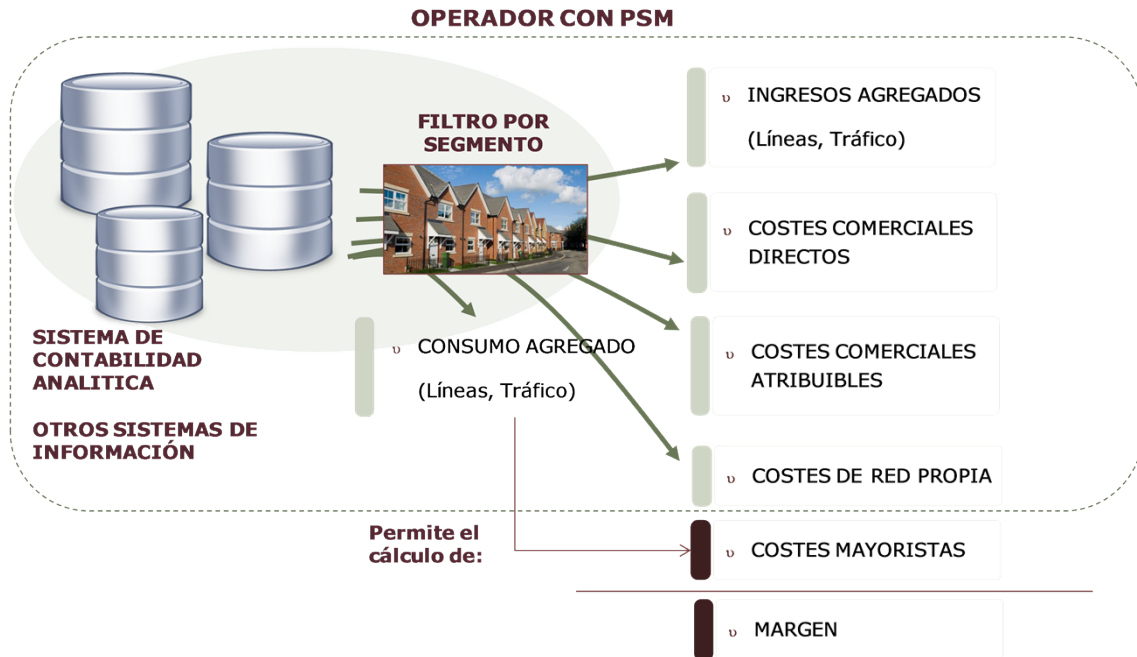 OPERADOR CON PSM
FILTRO POR
SEGMENTO
SISTEMA DE
CONTABILIDAD
ANALITICA
OTROS SISTEMAS DE
INFORMACIÓN
υ CONSUMO AGREGADO
(Líneas, Tráfico)
υ INGRESOS AGREGADOS
(Líneas, Tráfico)
υ COSTES COMERCIALES
DIRECTOS
υ COSTES COMERCIALES
ATRIBUIBLES
υ COSTES DE RED PROPIA
Permite el
cálculo de:
υ COSTES MAYORISTAS
υ MARGEN